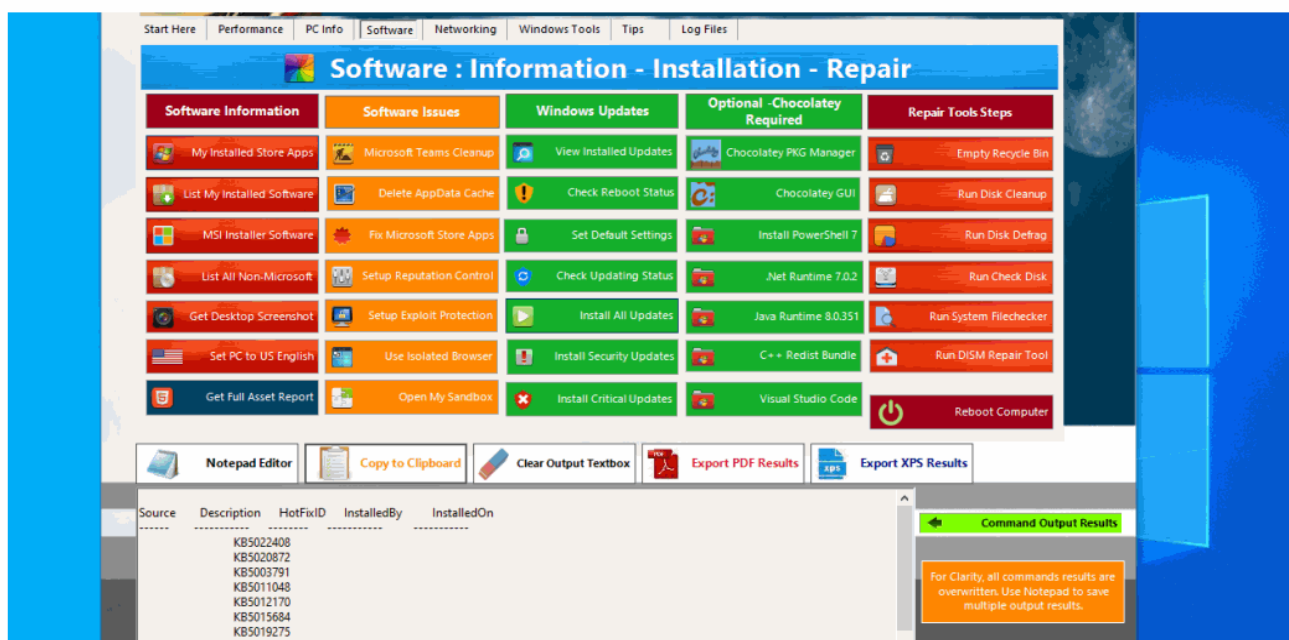 Start Here
Performance
PC Info
Software
Networking
Windows Tools
Tips
Log Files
Software : Information - Installation - Repair
Software Information
My Installed Store Apps
List My Installed Software
MSI Installer Software
List All Non-Microsoft
Get Desktop Screenshot
Set PC to US English
Get Full Asset Report
Software Issues
Microsoft Teams Cleanup
Delete AppData Cache
Fix Microsoft Store Apps
Setup Reputation Control
Setup Exploit Protection
Use Isolated Browser
Open My Sandbox
Windows Updates
View Installed Updates
Check Reboot Status
Set Default Settings
Check Updating Status
Install All Updates
Install Security Updates
Install Critical Updates
Optional -Chocolatey
Required
Chocolatey PKG Manager
Chocolatey GUI
Install PowerShell 7
.Net Runtime 7.0.2
Java Runtime 8.0.351
C++ Redist Bundle
Visual Studio Code
Repair Tools Steps
Empty Recycle Bin
Run Disk Cleanup
Run Disk Defrag
Run Check Disk
Run System Filechecker
Run DISM Repair Tool
Reboot Computer
Notepad Editor
Copy to Clipboard
Clear Output Textbox
PDF
Export PDF Results
xps
Export XPS Results
Source Description HotFixID InstalledBy InstalledOn
------ ----------- -------- ----------- -----------
KB5022408
KB5020872
KB5003791
KB5011048
KB5012170
KB5015684
KB5019275
Command Output Results
For Clarity, all commands results are
overwritten. Use Notepad to save
multiple output results.